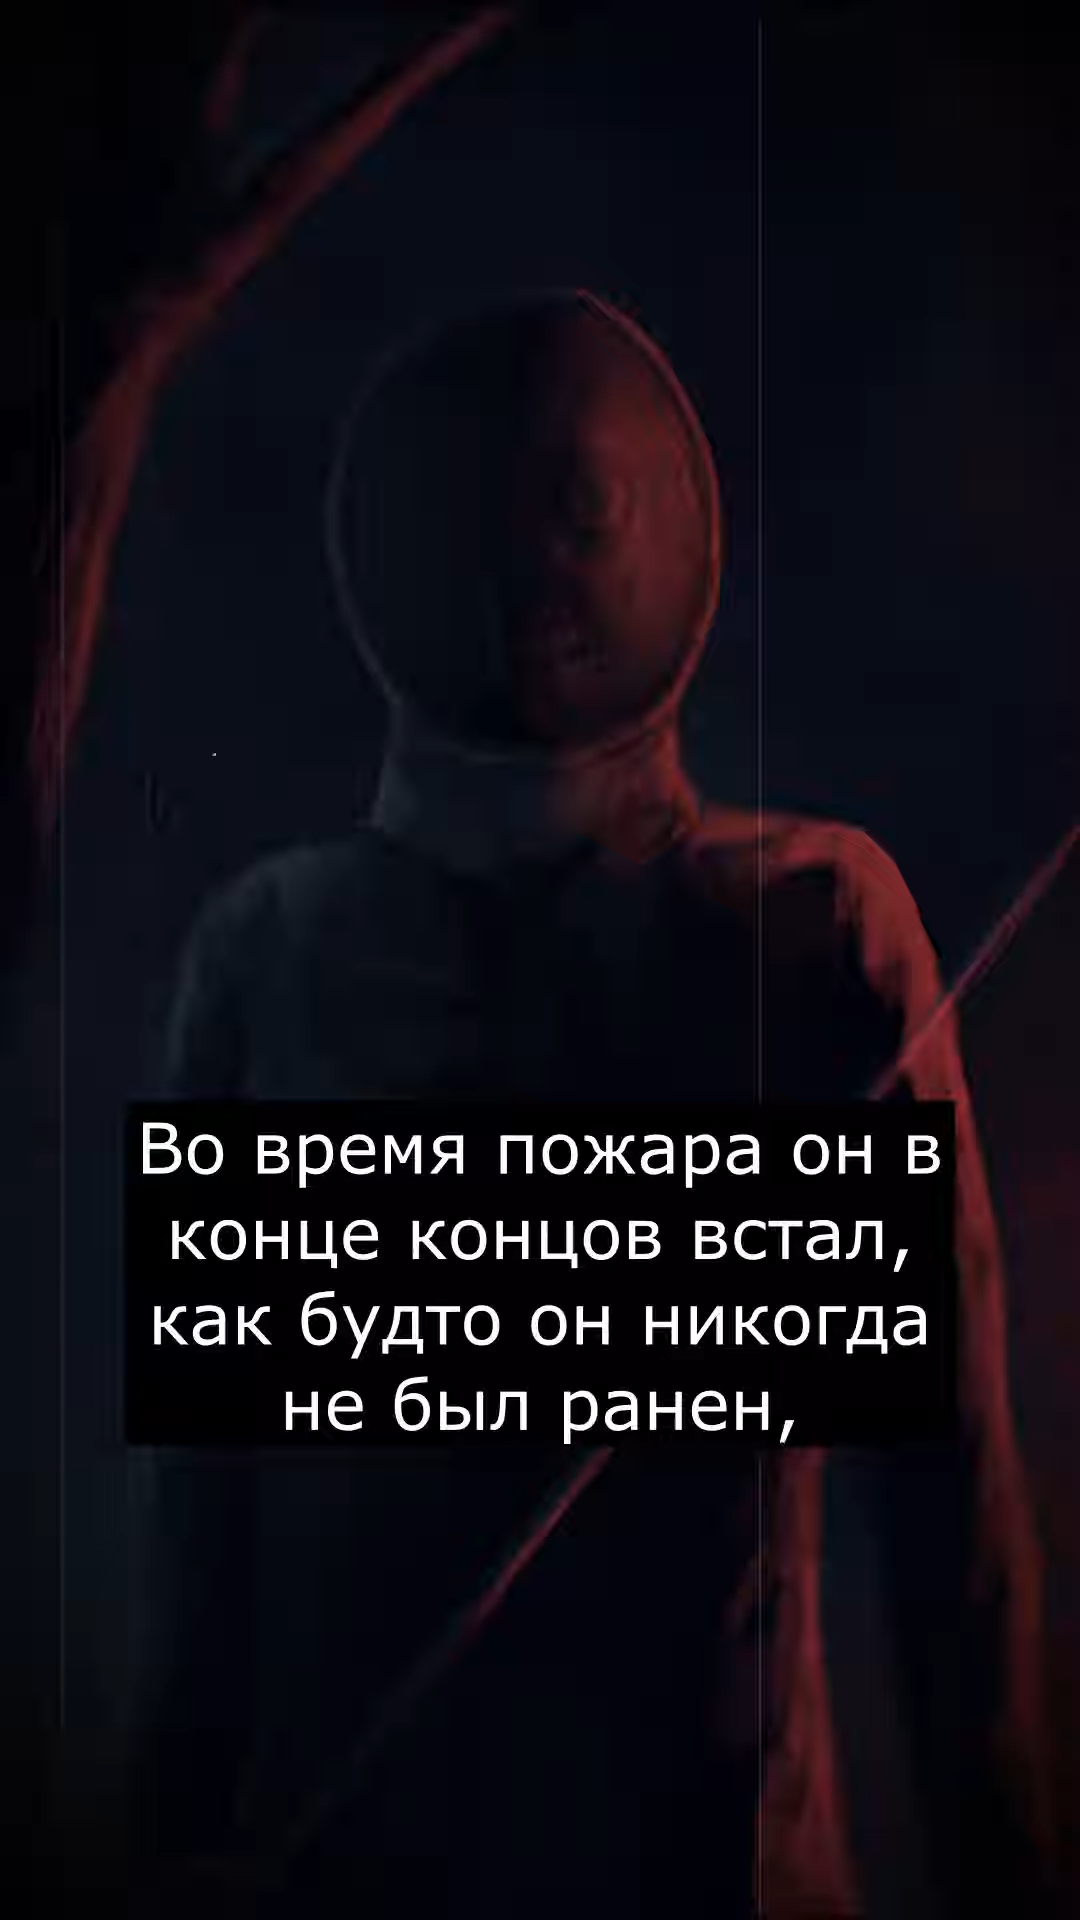 Во время пожара он в
конце концов встал,
как будто он никогда
не был ранен,